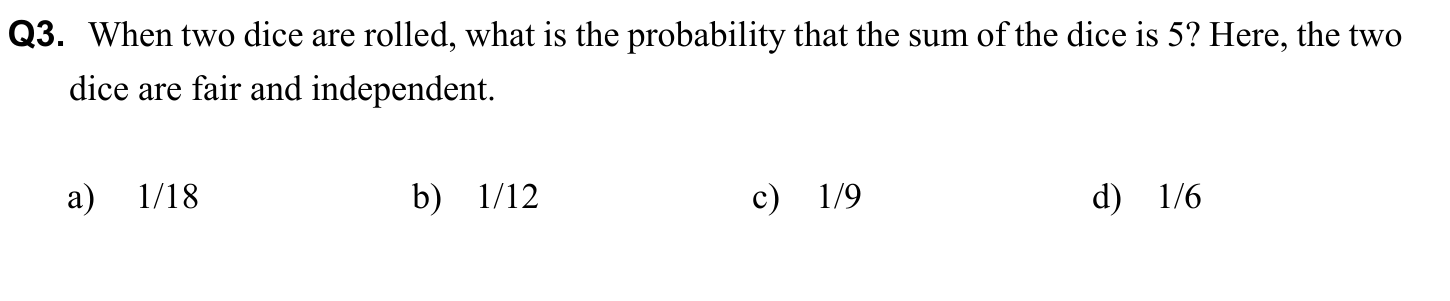 Q3. When two dice are rolled, what is the probability that the sum of the dice is 5? Here, the two
dice are fair and independent.
a) 1/18 b) 1/12 c) 1/9 d) 1/6